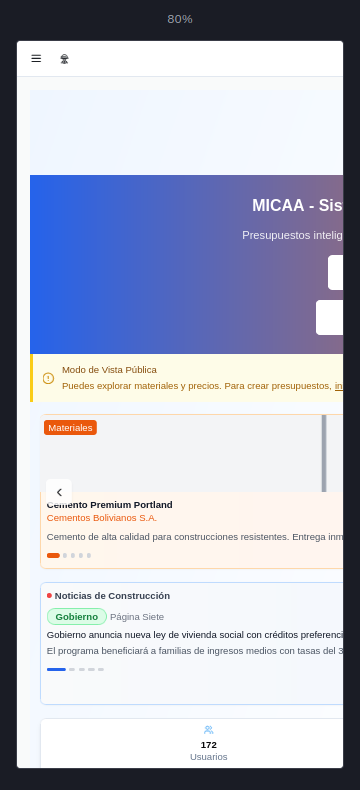 80%
MICAA - Sis
Presupuestos intelig
Modo de Vista Pública
Puedes explorar materiales y precios. Para crear presupuestos, in
Materiales
Cemento Premium Portland
Cementos Bolivianos S.A.
Cemento de alta calidad para construcciones resistentes. Entrega inm
Noticias de Construcción
Gobierno Página Siete
Gobierno anuncia nueva ley de vivienda social con créditos preferenci
El programa beneficiará a familias de ingresos medios con tasas del 3
172
Usuarios